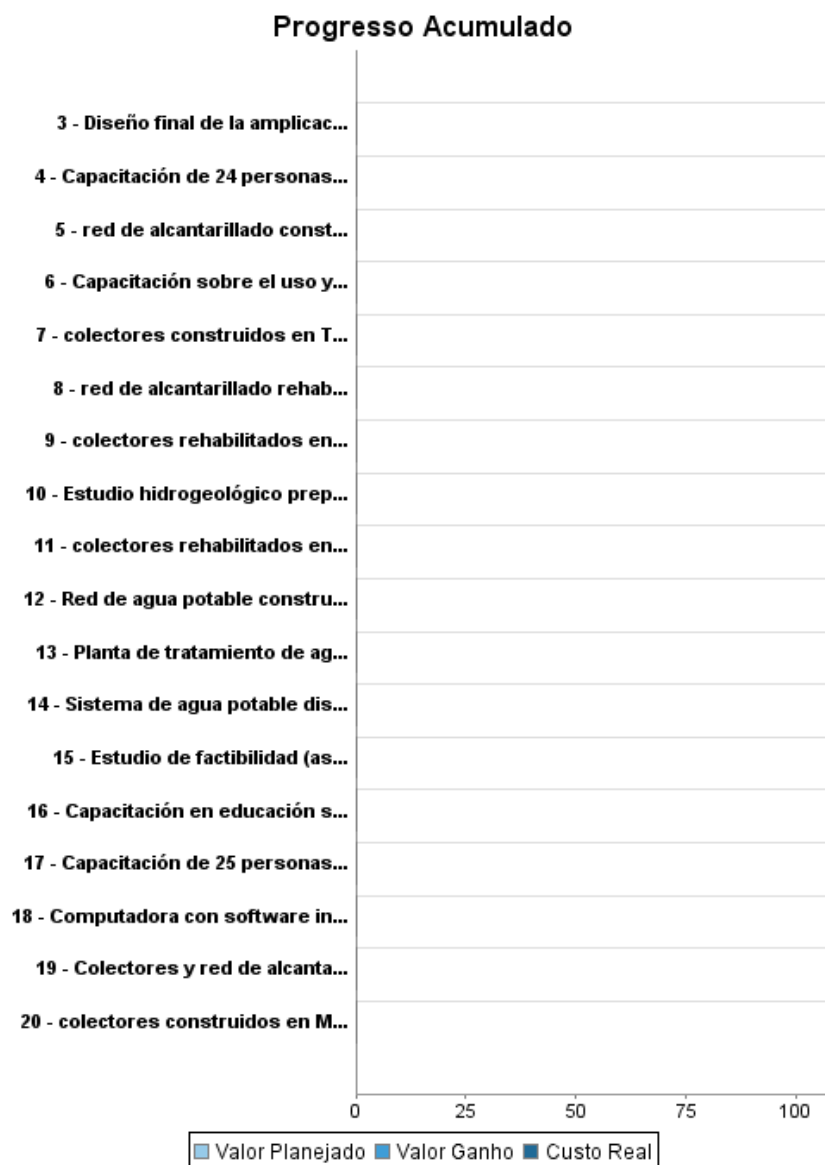 Progresso Acumulado
3 - Diseño final de la amplicac...
4 - Capacitación de 24 personas...
5 - red de alcantarillado const...
6 - Capacitación sobre el uso y...
7 - colectores construidos en T...
8 - red de alcantarillado rehab...
9 - colectores rehabilitados en...
10 - Estudio hidrogeológico prep...
11 - colectores rehabilitados en...
12 - Red de agua potable constru...
13 - Planta de tratamiento de ag...
14 - Sistema de agua potable dis...
15 - Estudio de factibilidad (as...
16 - Capacitación en educación s...
17 - Capacitación de 25 personas...
18 - Computadora con software in...
19 - Colectores y red de alcanta...
20 - colectores construidos en M...
0 25 50 75 100
Valor Planejado Valor Ganho Custo Real